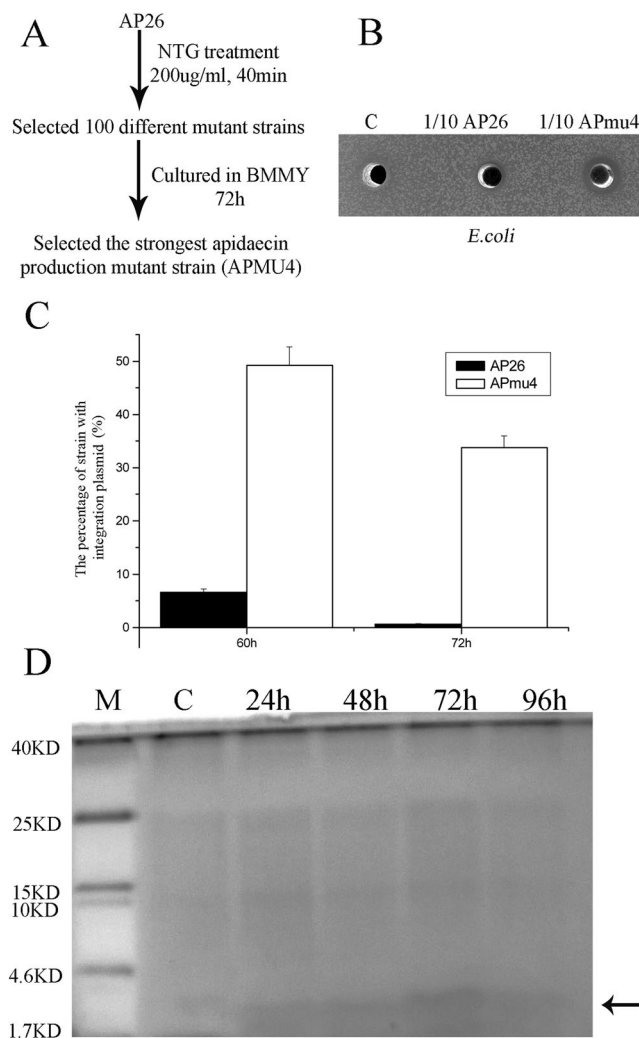 A
AP26
NTG treatment
200ug/ml, 40min
Selected 100 different mutant strains
Cultured in BMMY
72h
Selected the strongest apidaecin
production mutant strain (APMU4)
B
C 1/10 AP26 1/10 APmu4
E.coli
C
The percentage of strain with
integration plasmid (%)
50
40
30
20
10
0
AP26
APmu4
60h 72h
D
M C 24h 48h 72h 96h
40KD
25KD
15KD
10KD
4.6KD
1.7KD